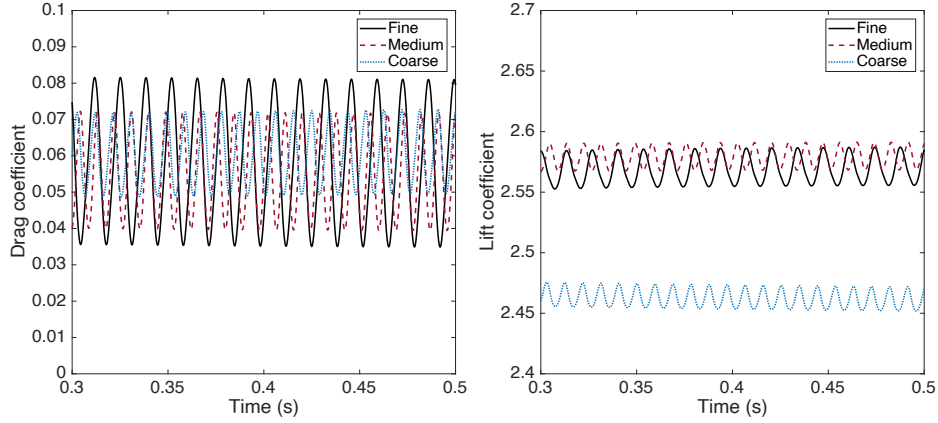 0.1
0.09
0.08
0.07
0.06
0.05
0.04
0.03
0.02
0.01
0
Drag coefficient
0.3
0.35
0.4
0.45
0.5
Time (s)
Fine
Medium
Coarse
2.7
2.65
2.6
2.55
2.5
2.45
2.4
Lift coefficient
0.3
0.35
0.4
0.45
0.5
Time (s)
Fine
Medium
Coarse